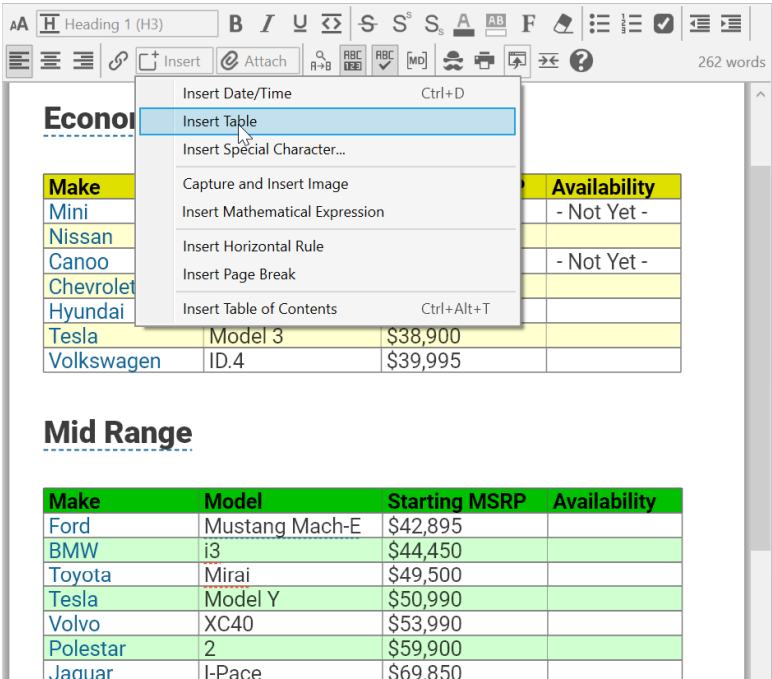 AA H Heading 1 (H3) B I U S S S S A AB F
Insert Attach A→B ABC ABC [MD] 262 words
Insert Date/Time Ctrl+D
Insert Table
Insert Special Character...
Capture and Insert Image
Insert Mathematical Expression
Insert Horizontal Rule
Insert Page Break
Insert Table of Contents Ctrl+Alt+T
Make Availability
Mini - Not Yet -
Nissan
Canoo - Not Yet -
Chevrolet
Hyundai
Tesla Model 3 $38,900
Volkswagen ID.4 $39,995
Mid Range
Make Model Starting MSRP Availability
Ford Mustang Mach-E $42,895
BMW i3 $44,450
Toyota Mirai $49,500
Tesla Model Y $50,990
Volvo XC40 $53,990
Polestar 2 $59,900
Jaguar I-Pace $69,850